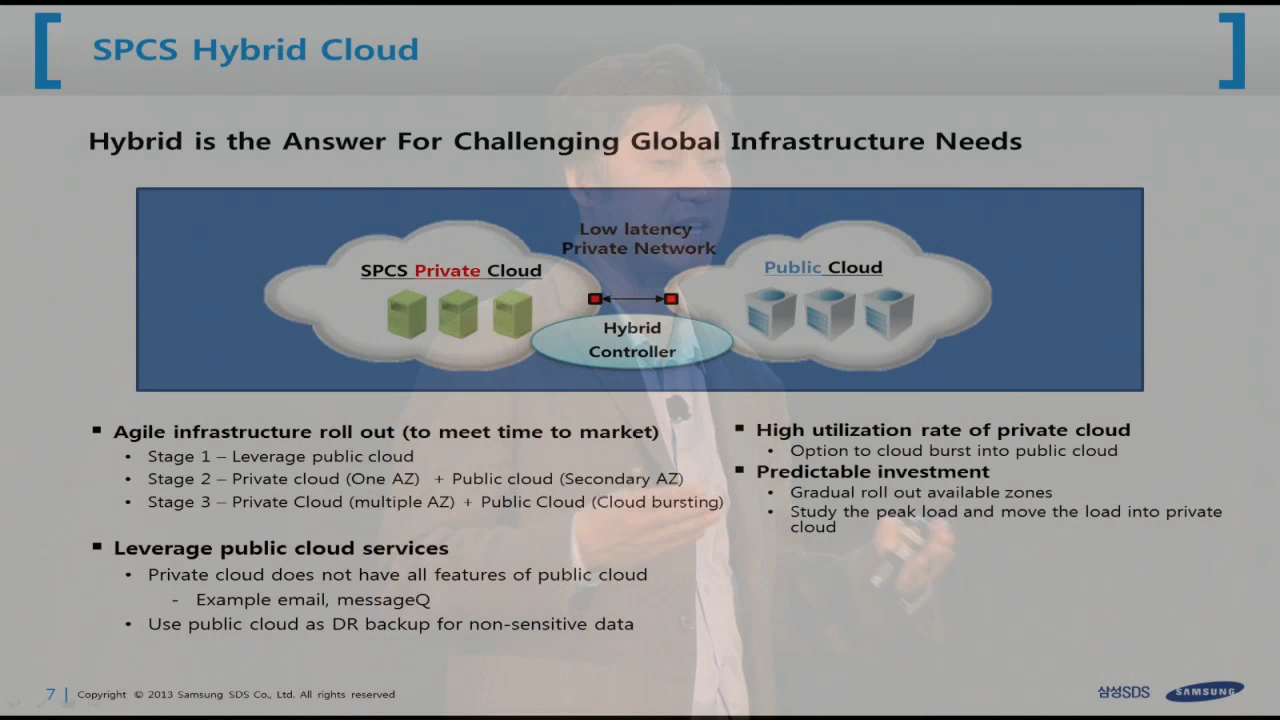 SPCS Hybrid Cloud
Hybrid is the Answer For Challenging Global Infrastructure Needs
Low latency
Private Network
SPCS Private Cloud
Public Cloud
Hybrid
Controller
▪ Agile infrastructure roll out (to meet time to market)
• Stage 1 – Leverage public cloud
• Stage 2 – Private cloud (One AZ) + Public cloud (Secondary AZ)
• Stage 3 – Private Cloud (multiple AZ) + Public Cloud (Cloud bursting)
▪ Leverage public cloud services
• Private cloud does not have all features of public cloud
- Example email, messageQ
• Use public cloud as DR backup for non-sensitive data
▪ High utilization rate of private cloud
• Option to cloud burst into public cloud
▪ Predictable investment
• Gradual roll out available zones
• Study the peak load and move the load into private
cloud
7 | Copyright © 2013 Samsung SDS Co., Ltd. All rights reserved
삼성SDS
SAMSUNG